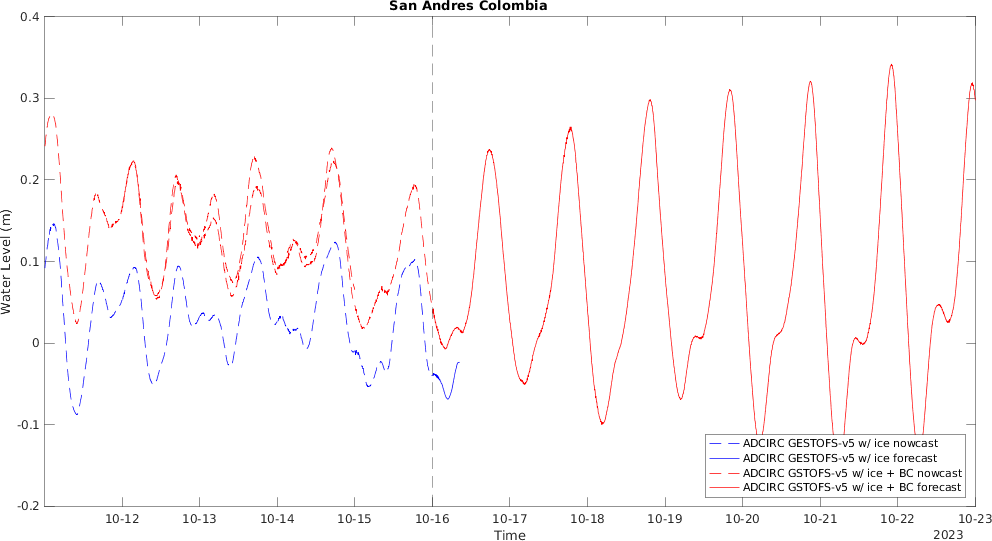 San Andres Colombia
0.4
0.3
0.2
0.1
0
-0.1
-0.2
Water Level (m)
ADCIRC GESTOFS-v5 w/ ice nowcast
ADCIRC GESTOFS-v5 w/ ice forecast
ADCIRC GSTOFS-v5 w/ ice + BC nowcast
ADCIRC GSTOFS-v5 w/ ice + BC forecast
10-12 10-13 10-14 10-15 10-16 10-17 10-18 10-19 10-20 10-21 10-22 10-23
Time
2023